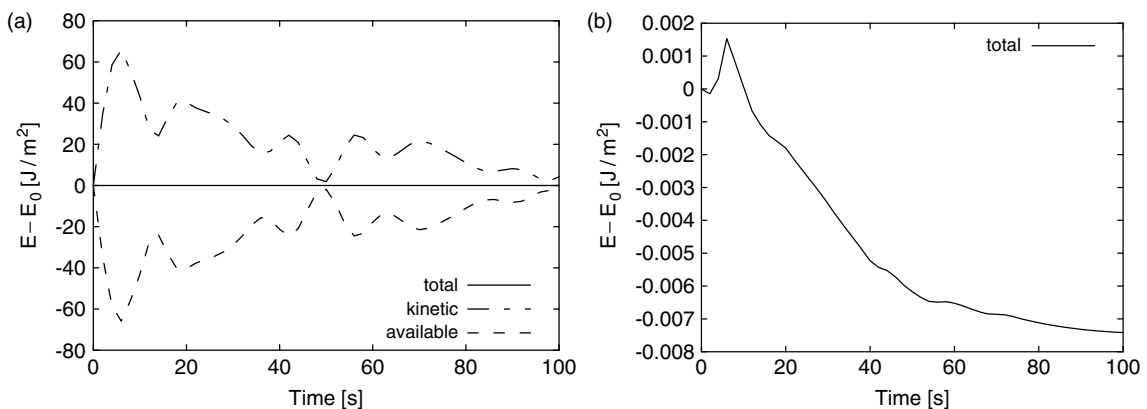 (a)
80
60
40
20
0
-20
-40
-60
-80
E – E0 [J / m2]
0 20 40 60 80 100
Time [s]
total
kinetic
available
(b)
0.002
0.001
0
-0.001
-0.002
-0.003
-0.004
-0.005
-0.006
-0.007
-0.008
E – E0 [J / m2]
total
0 20 40 60 80 100
Time [s]